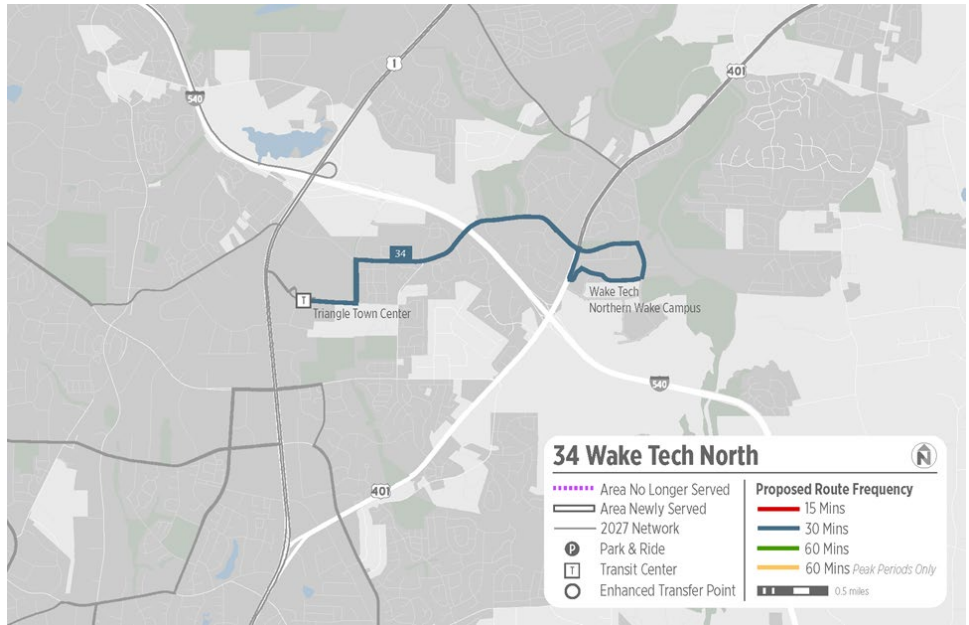 1
401
540
34
T
Triangle Town Center
Wake Tech
Northern Wake Campus
540
401
34 Wake Tech North
N
Area No Longer Served
Area Newly Served
2027 Network
P Park & Ride
T Transit Center
Enhanced Transfer Point
Proposed Route Frequency
15 Mins
30 Mins
60 Mins
60 Mins Peak Periods Only
0.5 miles